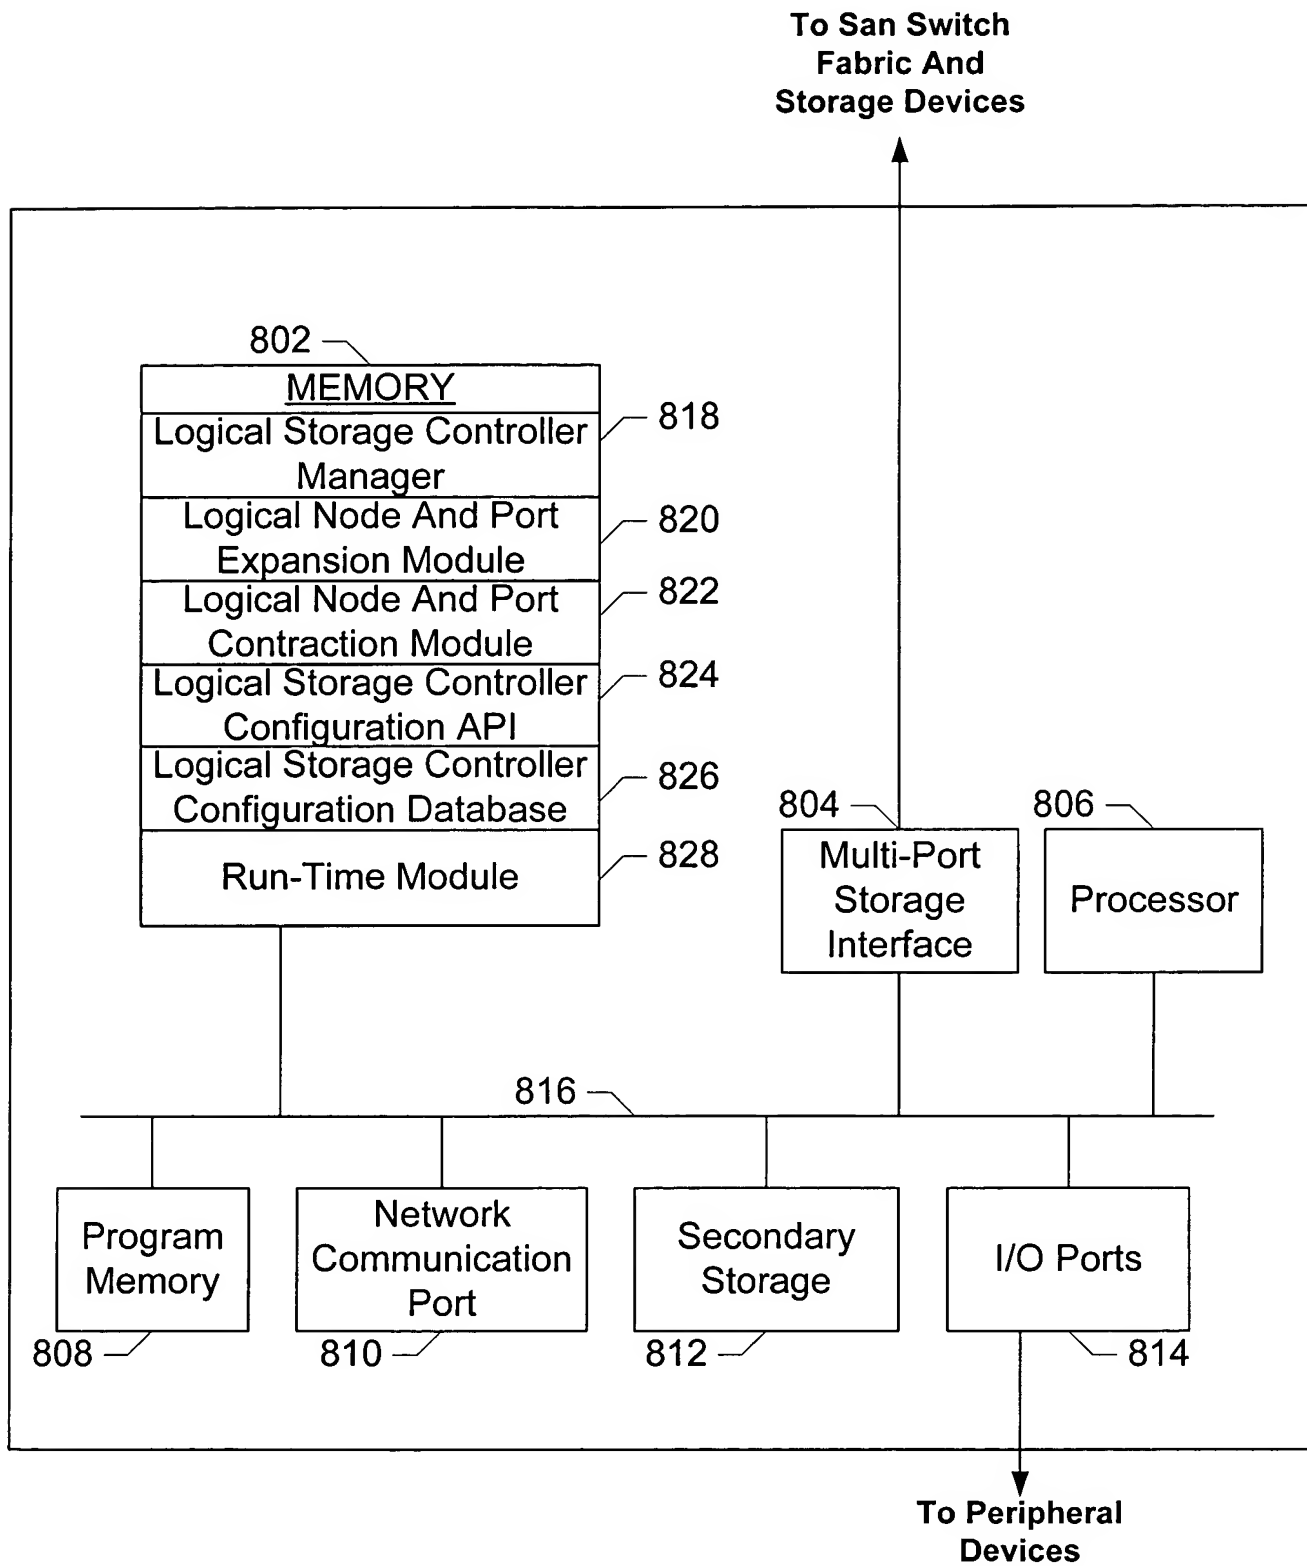 To San Switch
Fabric And
Storage Devices
802
MEMORY
Logical Storage Controller
Manager
818
Logical Node And Port
Expansion Module
820
Logical Node And Port
Contraction Module
822
Logical Storage Controller
Configuration API
824
Logical Storage Controller
Configuration Database
826
Run-Time Module
828
804
Multi-Port
Storage
Interface
806
Processor
816
Program
Memory
808
Network
Communication
Port
810
Secondary
Storage
812
I/O Ports
814
To Peripheral
Devices